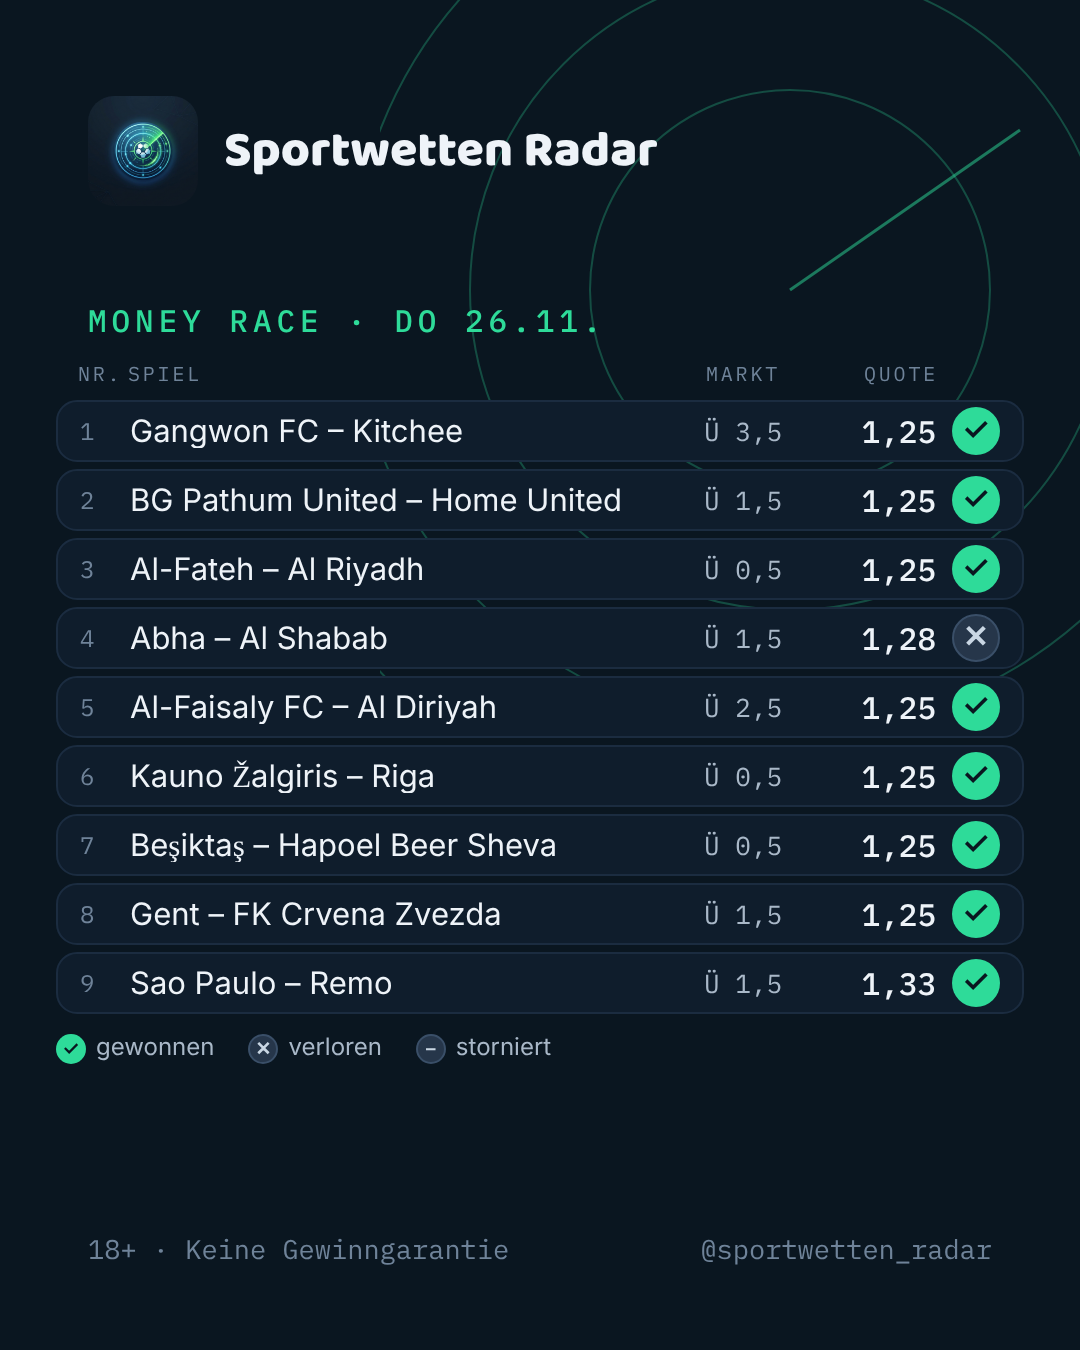 Sportwetten Radar
MONEY RACE · DO 26.11.
NR. SPIEL MARKT QUOTE
1 Gangwon FC – Kitchee Ü 3,5 1,25
2 BG Pathum United – Home United Ü 1,5 1,25
3 Al-Fateh – Al Riyadh Ü 0,5 1,25
4 Abha – Al Shabab Ü 1,5 1,28
5 Al-Faisaly FC – Al Diriyah Ü 2,5 1,25
6 Kauno Žalgiris – Riga Ü 0,5 1,25
7 Beşiktaş – Hapoel Beer Sheva Ü 0,5 1,25
8 Gent – FK Crvena Zvezda Ü 1,5 1,25
9 Sao Paulo – Remo Ü 1,5 1,33
gewonnen verloren storniert
18+ · Keine Gewinngarantie @sportwetten_radar